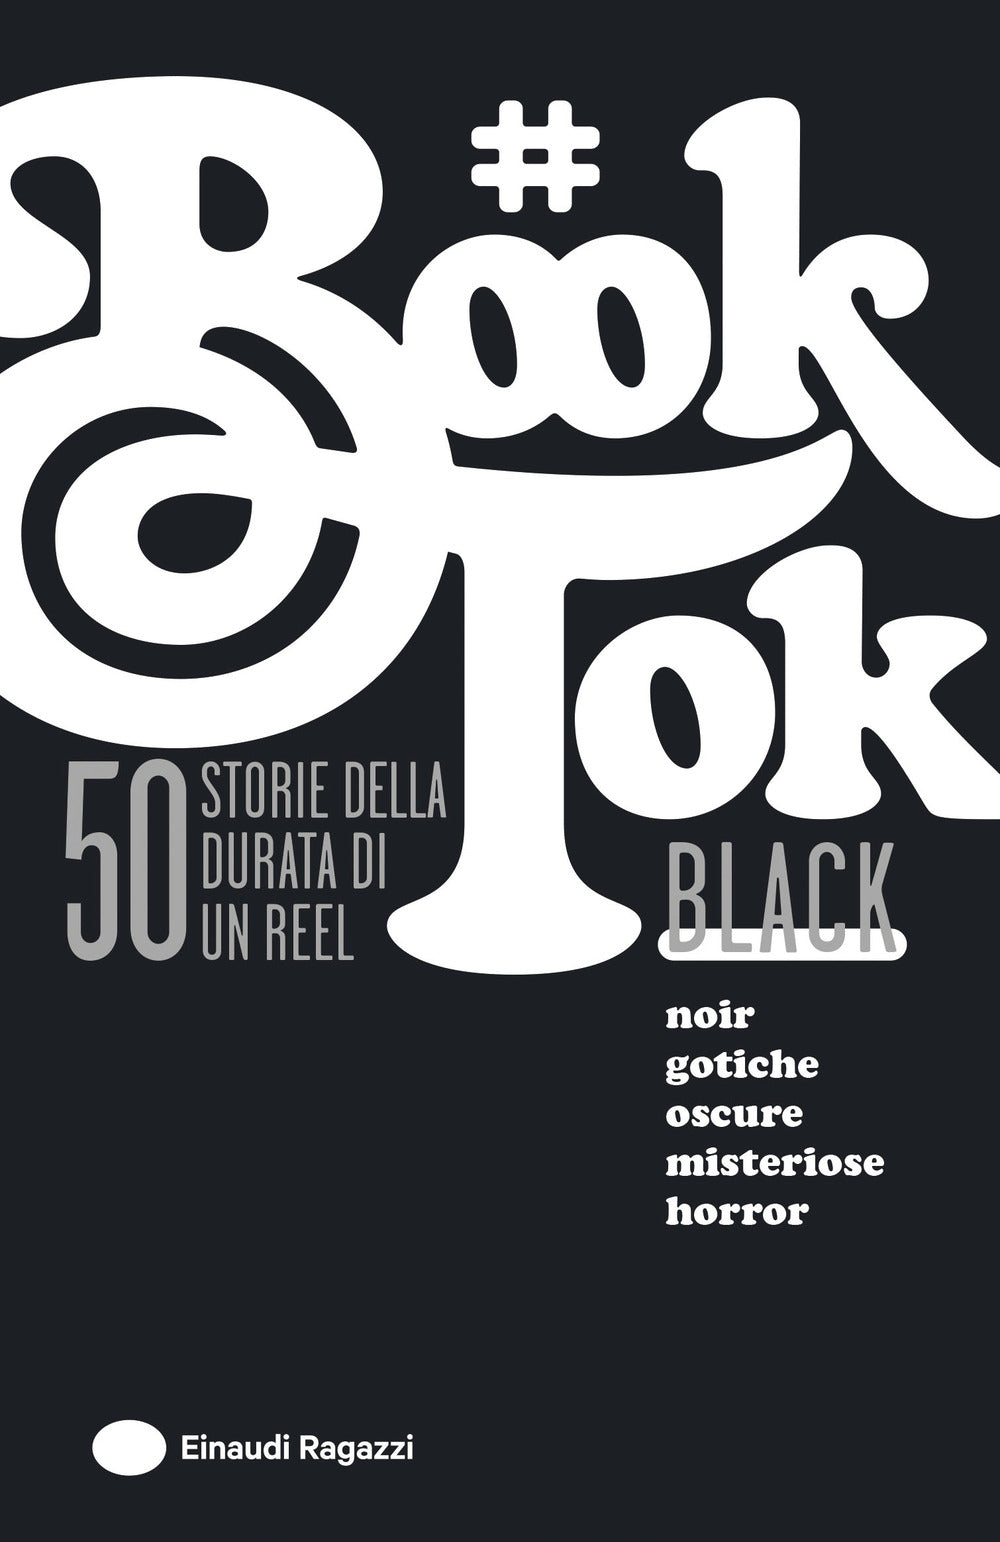 #
Book
Tok
50 STORIE DELLA
DURATA DI
UN REEL
BLACK
noir
gotiche
oscure
misteriose
horror
Einaudi Ragazzi